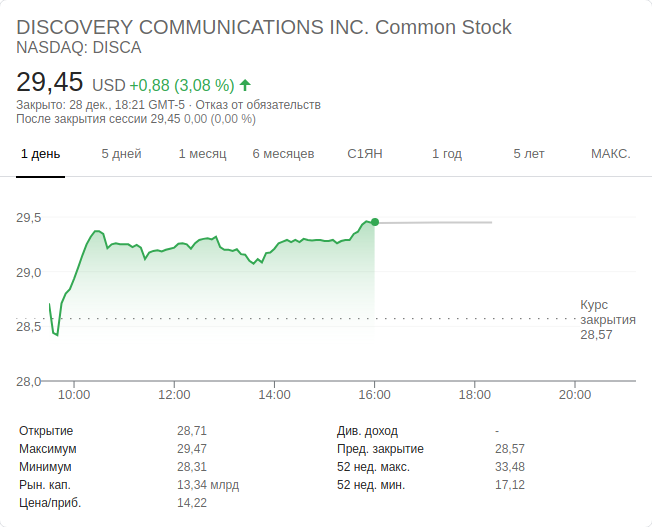 DISCOVERY COMMUNICATIONS INC. Common Stock
NASDAQ: DISCA
29,45 USD +0,88 (3,08 %)
Закрыто: 28 дек., 18:21 GMT-5 · Отказ от обязательств
После закрытия сессии 29,45 0,00 (0,00 %)
1 день 5 дней 1 месяц 6 месяцев С1ЯН 1 год 5 лет МАКС.
29,5
29,0
28,5
28,0
Курс
закрытия
28,57
10:00 12:00 14:00 16:00 18:00 20:00
Открытие 28,71
Максимум 29,47
Минимум 28,31
Рын. кап. 13,34 млрд
Цена/приб. 14,22
Див. доход -
Пред. закрытие 28,57
52 нед. макс. 33,48
52 нед. мин. 17,12